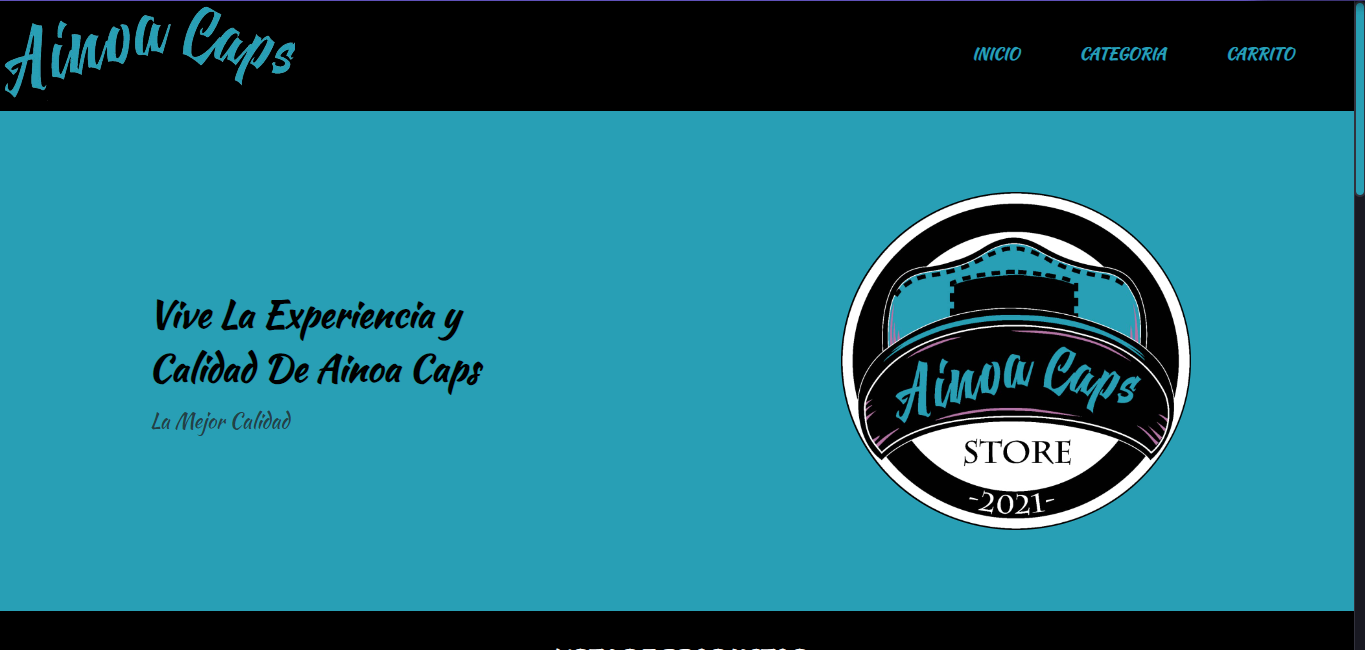 Ainoa Caps
INICIO
CATEGORIA
CARRITO
Vive La Experiencia y
Calidad De Ainoa Caps
La Mejor Calidad
Ainoa Caps
STORE
-2021-